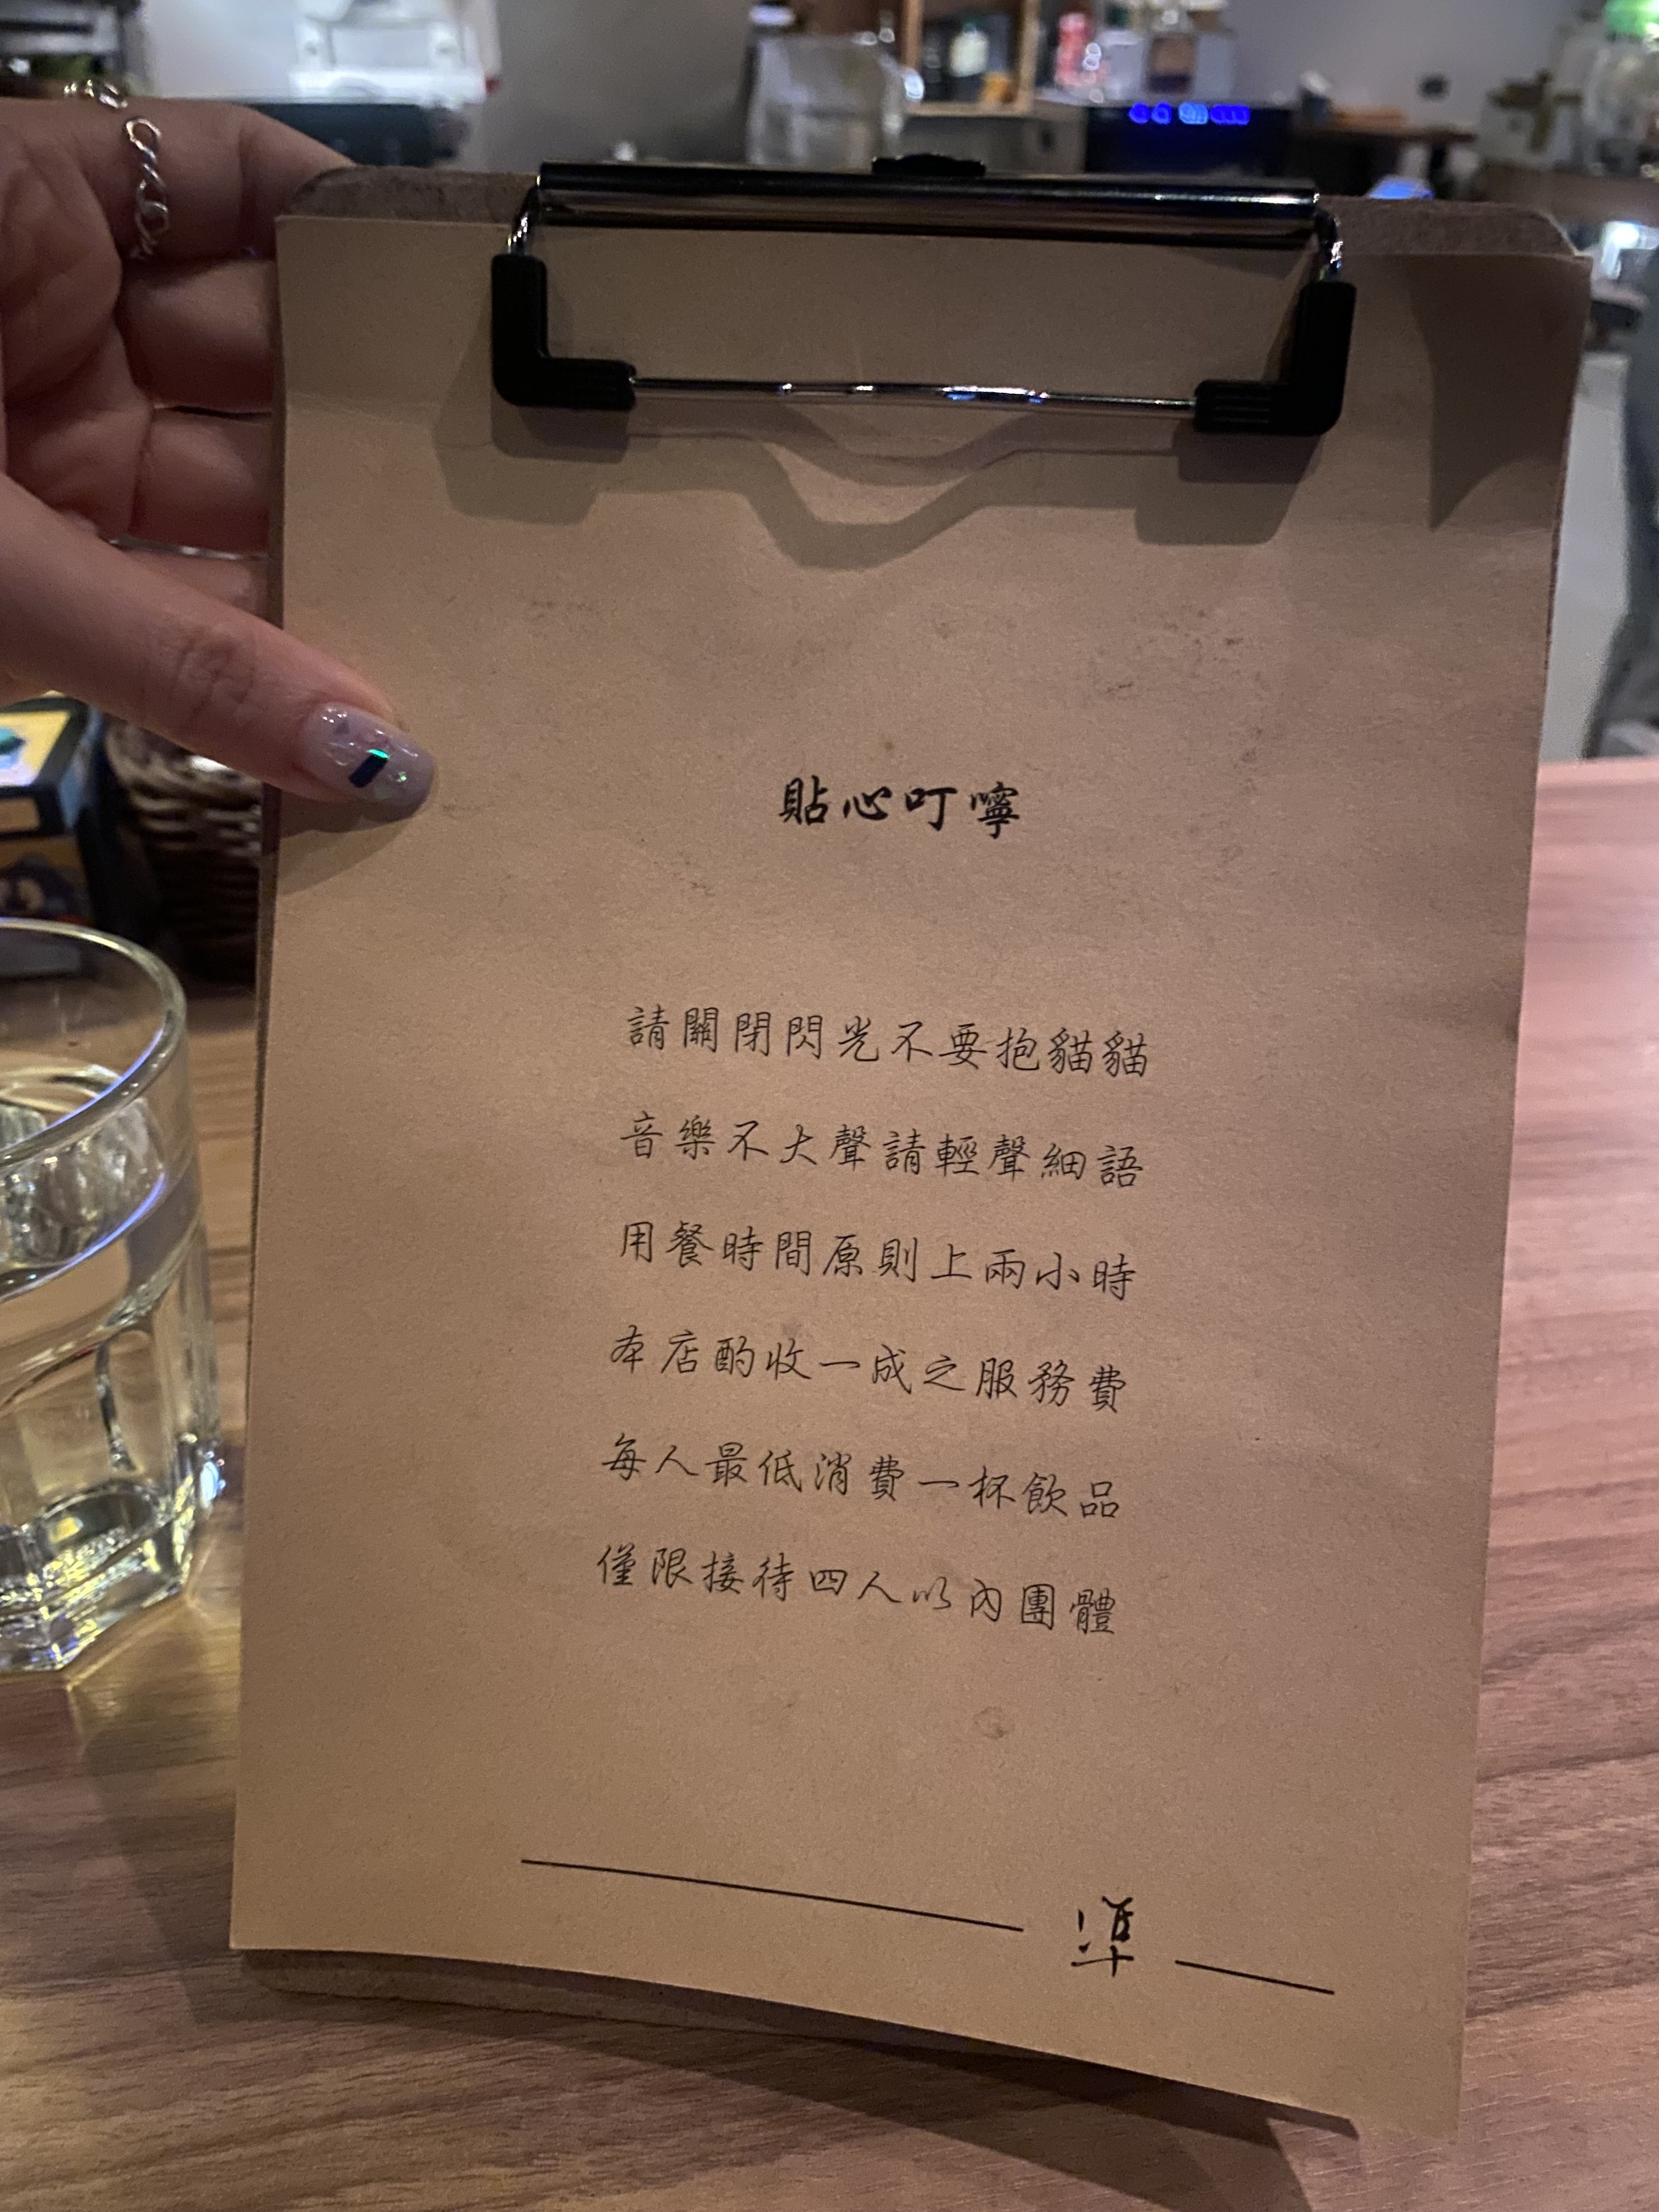 貼心叮嚀
請關閉閃光不要抱貓貓
音樂不大聲請輕聲細語
用餐時間原則上兩小時
本店酌收一成之服務費
每人最低消費一杯飲品
僅限接待四人以內團體
準